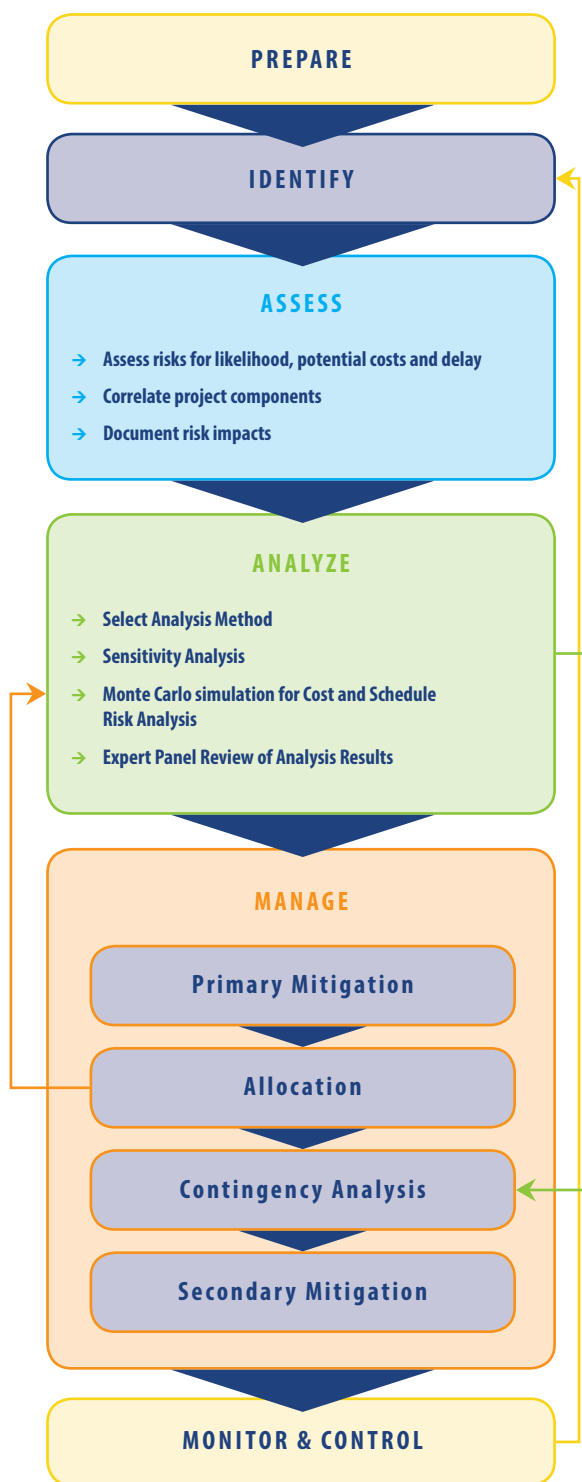 PREPARE
IDENTIFY
ASSESS
→ Assess risks for likelihood, potential costs and delay
→ Correlate project components
→ Document risk impacts
ANALYZE
→ Select Analysis Method
→ Sensitivity Analysis
→ Monte Carlo simulation for Cost and Schedule
Risk Analysis
→ Expert Panel Review of Analysis Results
MANAGE
Primary Mitigation
Allocation
Contingency Analysis
Secondary Mitigation
MONITOR & CONTROL